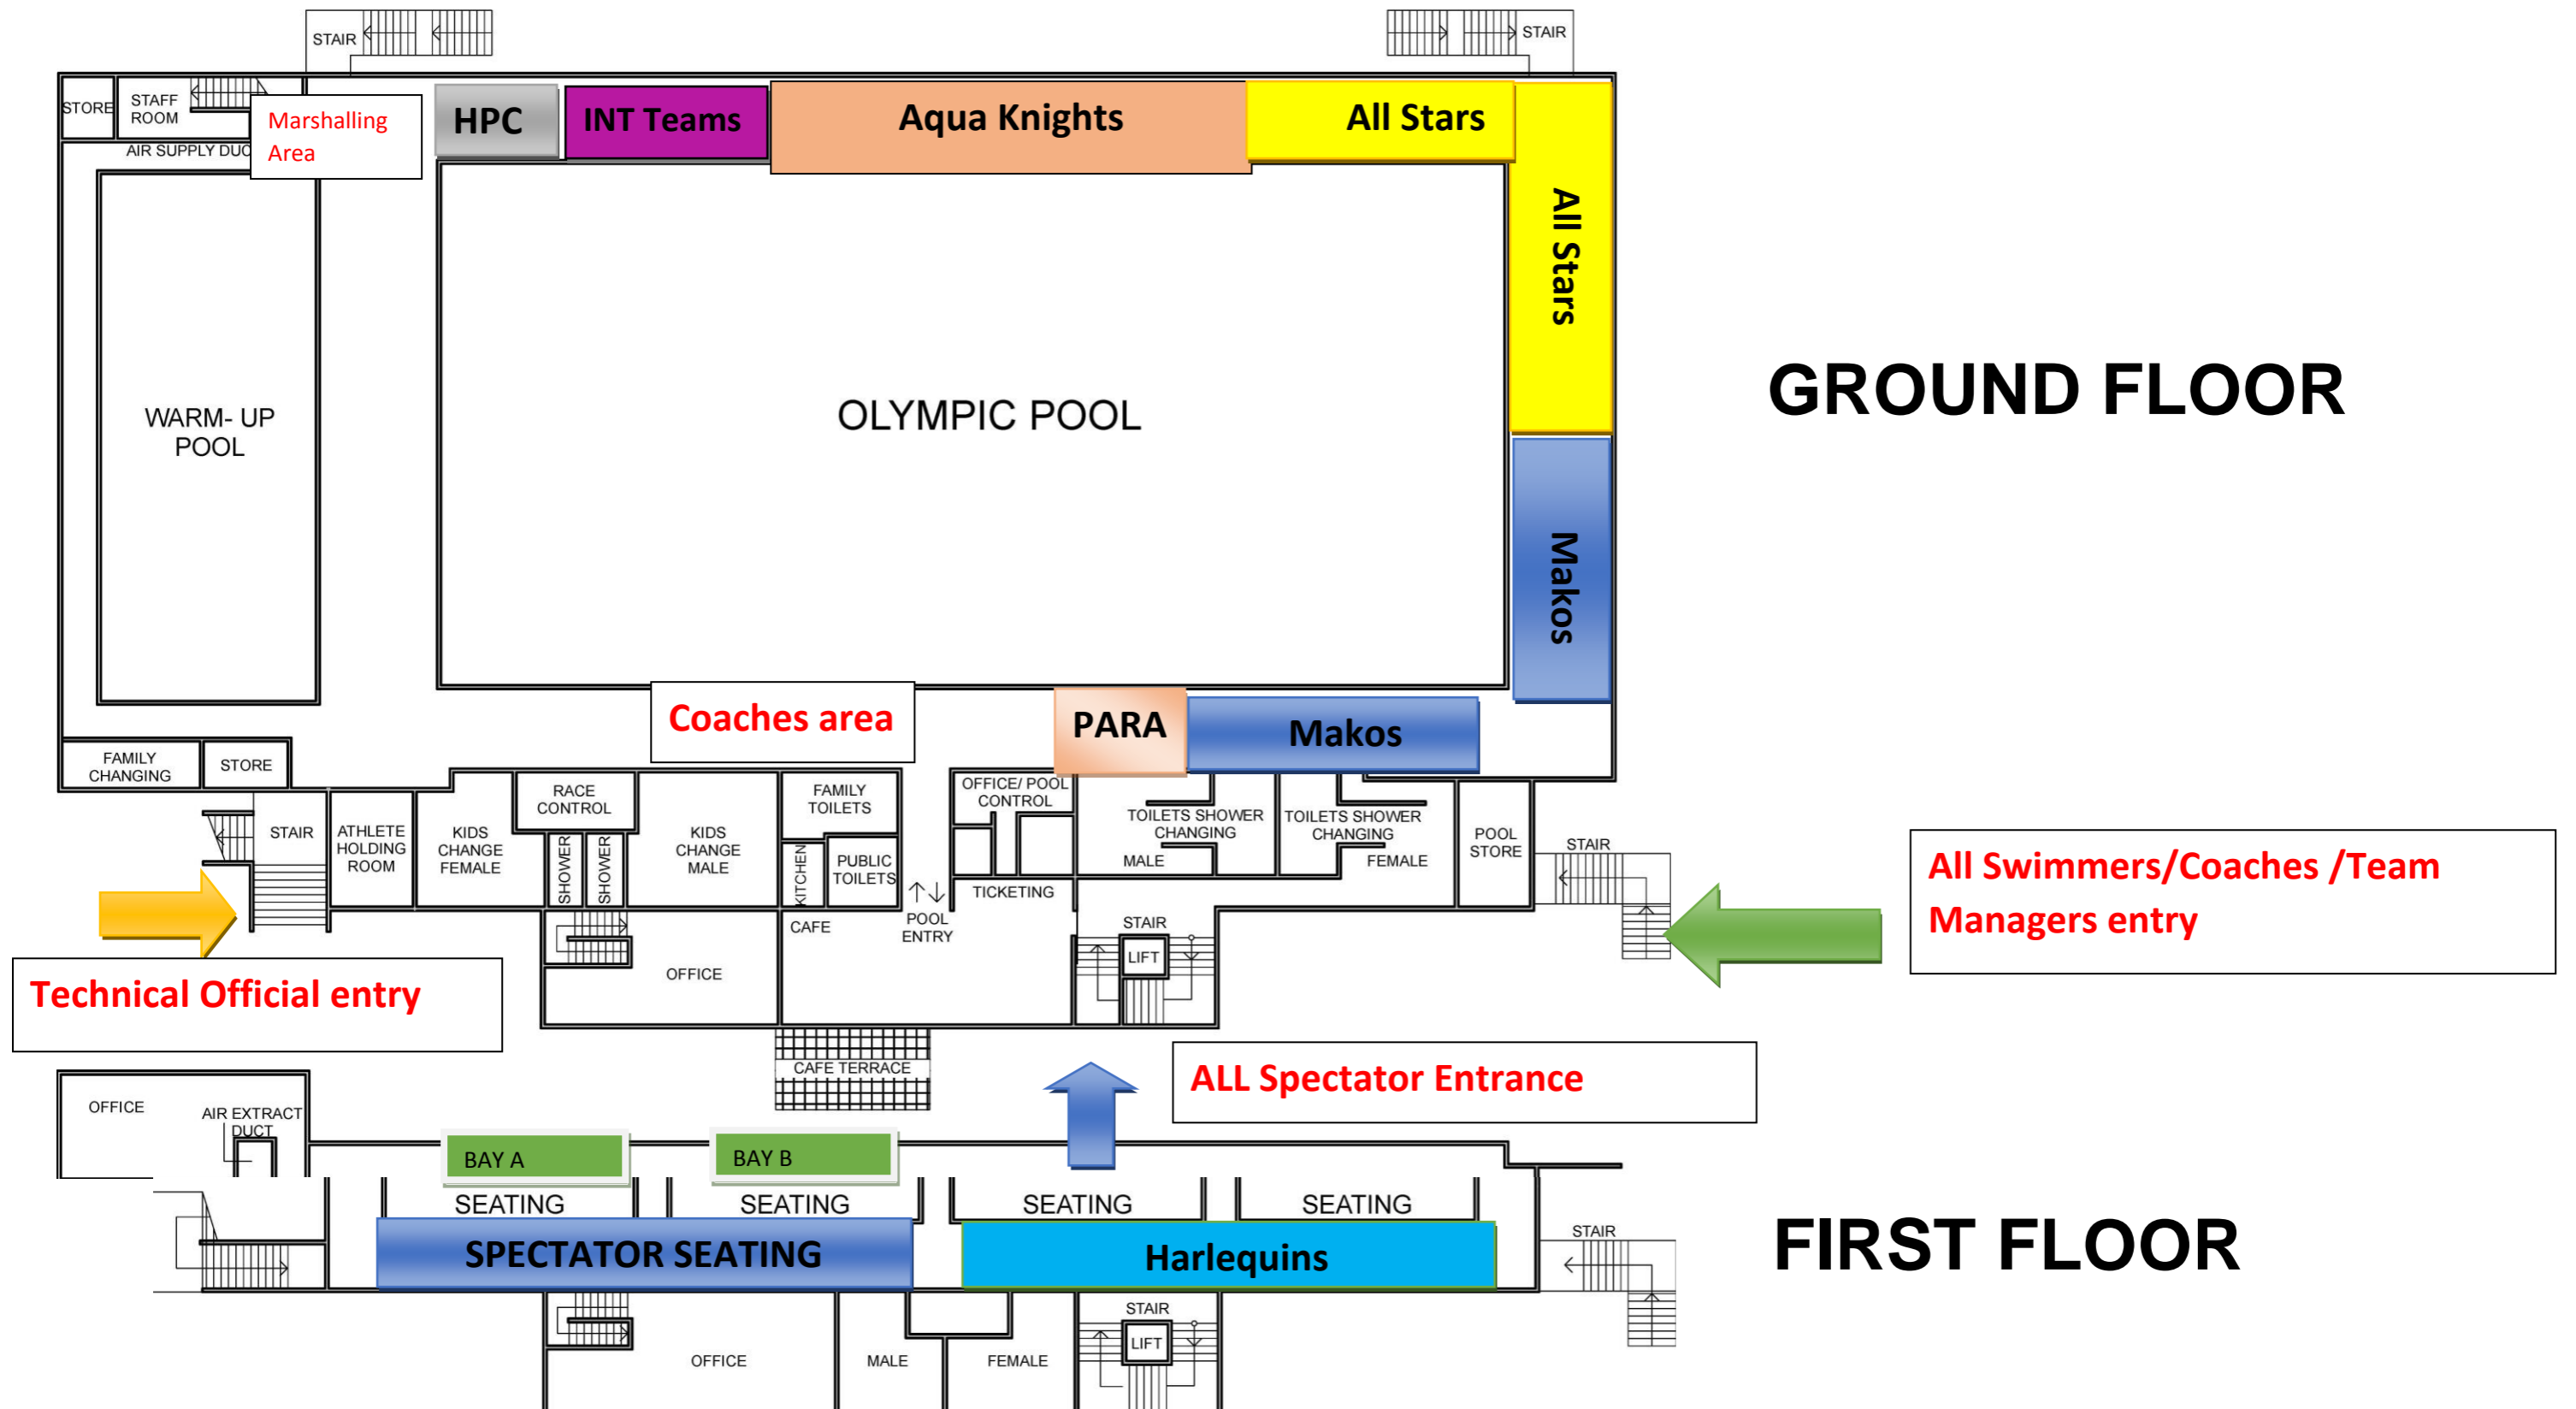 STAIR
STAIR
STORE
STAFF
ROOM
Marshalling
Area
AIR SUPPLY DUC
HPC
INT Teams
Aqua Knights
All Stars
All Stars
WARM- UP
POOL
OLYMPIC POOL
GROUND FLOOR
Makos
Coaches area
PARA
Makos
FAMILY
CHANGING
STORE
STAIR
ATHLETE
HOLDING
ROOM
KIDS
CHANGE
FEMALE
RACE
CONTROL
SHOWER
SHOWER
KIDS
CHANGE
MALE
FAMILY
TOILETS
KITCHEN
PUBLIC
TOILETS
OFFICE/ POOL
CONTROL
TOILETS SHOWER
CHANGING
MALE
TOILETS SHOWER
CHANGING
FEMALE
POOL
STORE
STAIR
All Swimmers/Coaches /Team
Managers entry
POOL
ENTRY
TICKETING
CAFE
OFFICE
STAIR
LIFT
Technical Official entry
CAFE TERRACE
ALL Spectator Entrance
OFFICE
AIR EXTRACT
DUCT
BAY A
BAY B
SEATING
SEATING
SEATING
SEATING
SPECTATOR SEATING
Harlequins
STAIR
FIRST FLOOR
OFFICE
MALE
FEMALE
STAIR
LIFT